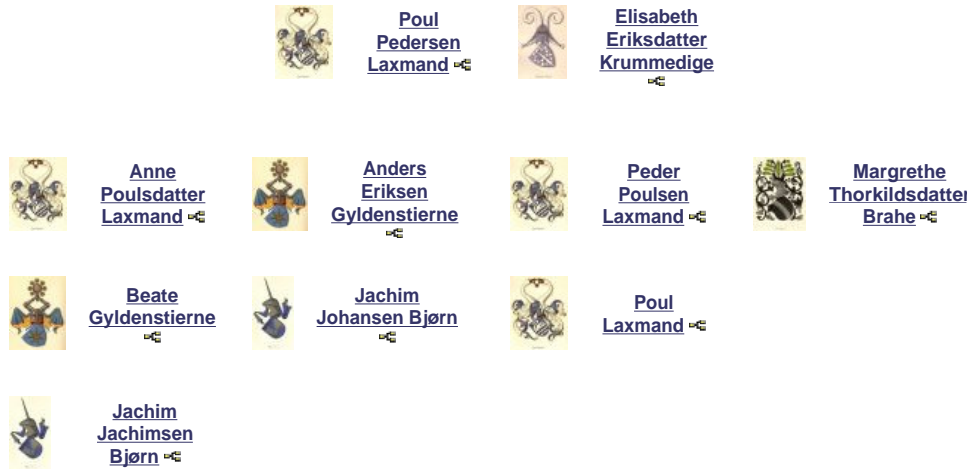 Poul
Pedersen
Laxmand
Elisabeth
Eriksdatter
Krummedige
Anne
Poulsdatter
Laxmand
Anders
Eriksen
Gyldenstierne
Peder
Poulsen
Laxmand
Margrethe
Thorkildsdatter
Brahe
Beate
Gyldenstierne
Jachim
Johansen Bjørn
Poul
Laxmand
Jachim
Jachimsen
Bjørn